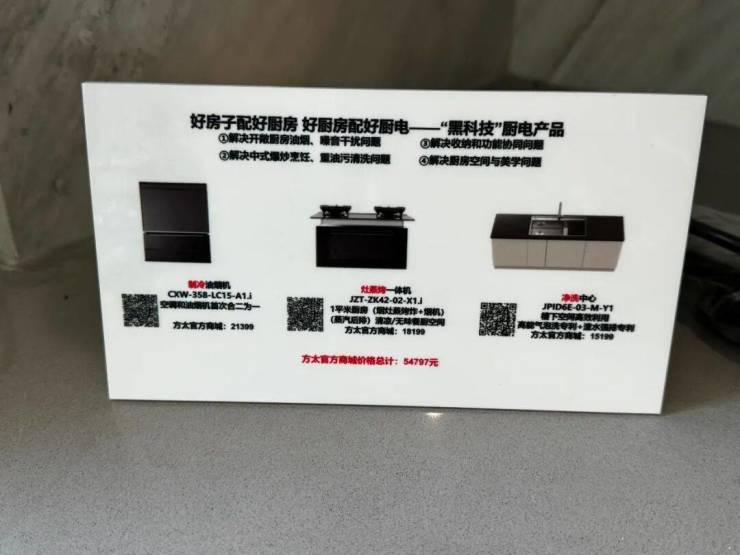 好房子配好厨房 好厨房配好厨电——“黑科技”厨电产品
①解决开敞厨房油烟、噪音干扰问题
③解决收纳和功能协同问题
②解决中式爆炒烹饪、重油污清洗问题
④解决厨房空间与美学问题
制冷油烟机
CXW-358-LC15-A1.i
空调和油烟机首次合二为一
方太官方商城：21399
灶蒸烤一体机
JZT-ZK42-02-X1.i
1平米厨房（烟灶蒸烤炸+烟机）
(蒸汽后排) 清凉/无味餐厨空间
方太官方商城：18199
净洗中心
JPID6E-03-M-Y1
槽下空间高效利用
高能气泡洗专利+
专利
方太官方商城：15199
方太官方商城价格总计：54797元